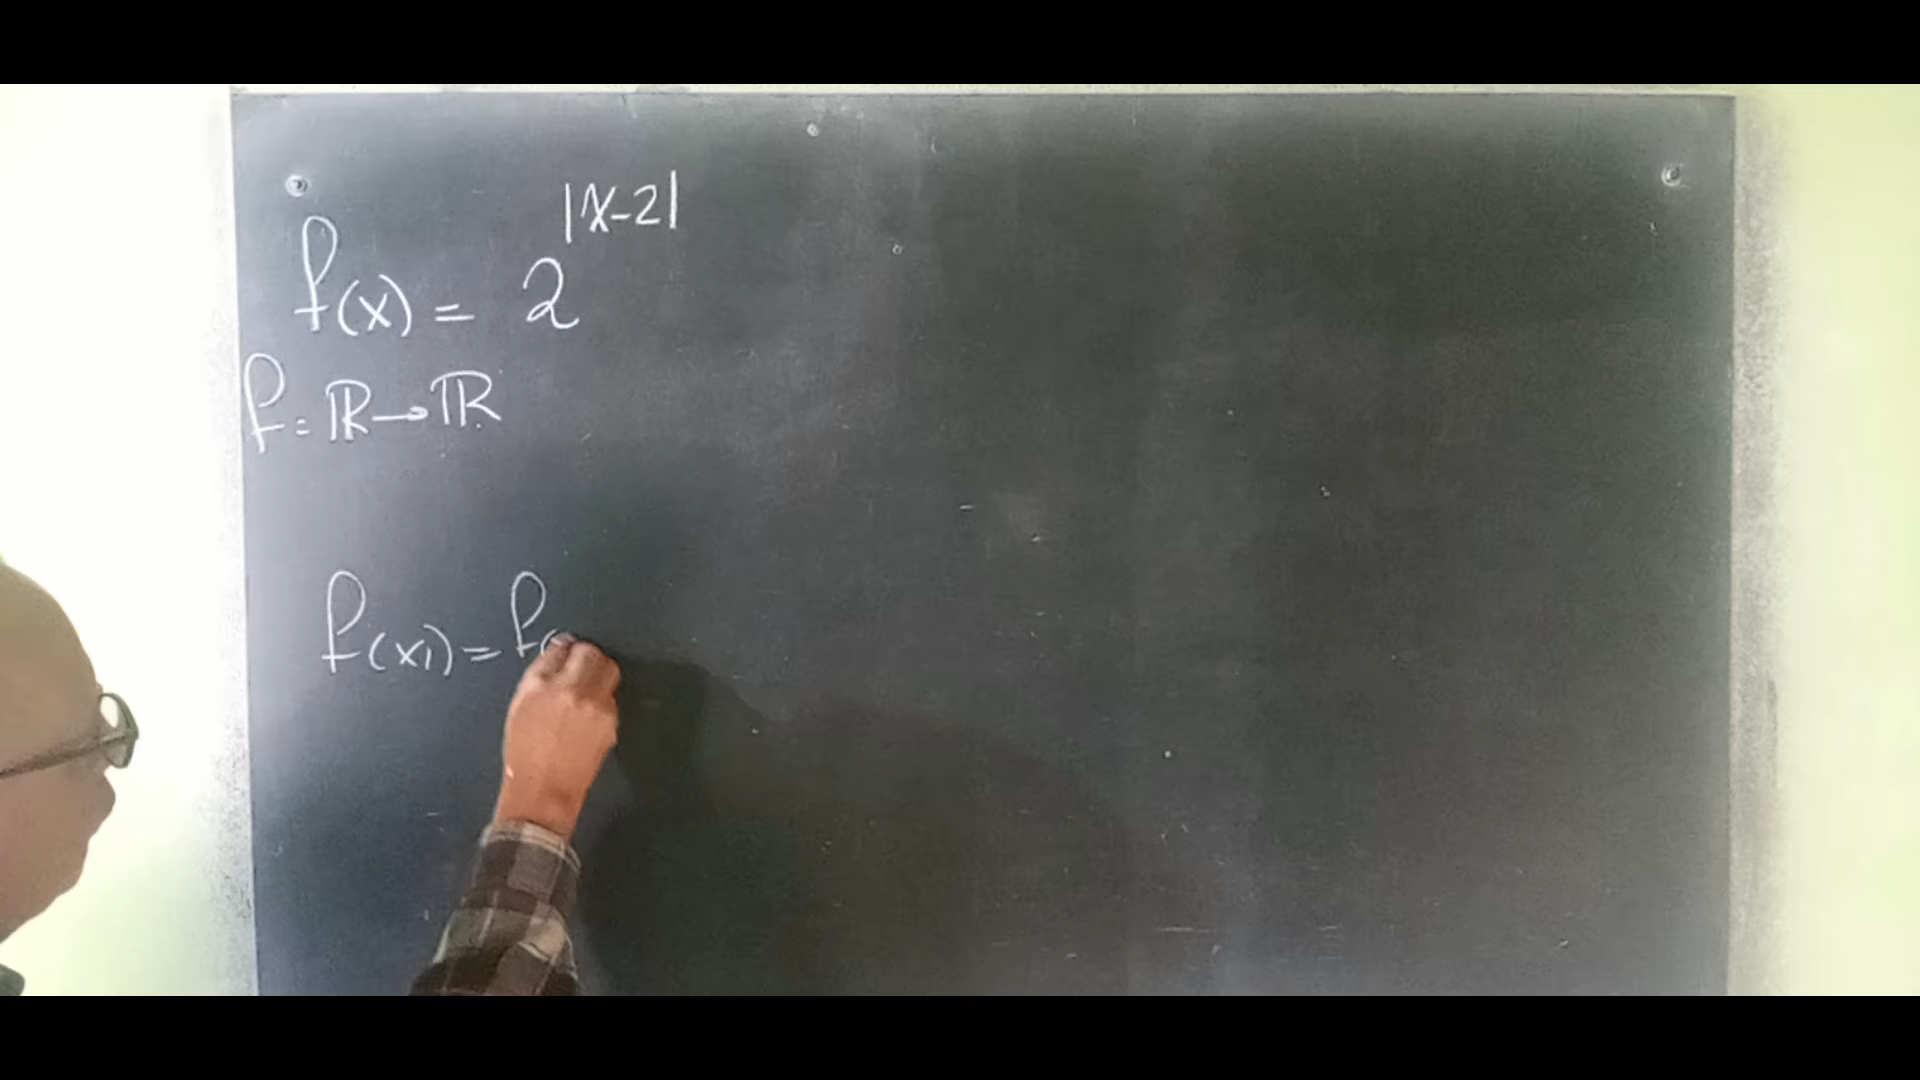 f(x) = 2^|x-2|
f: ℝ→ℝ
f(x1) = f(